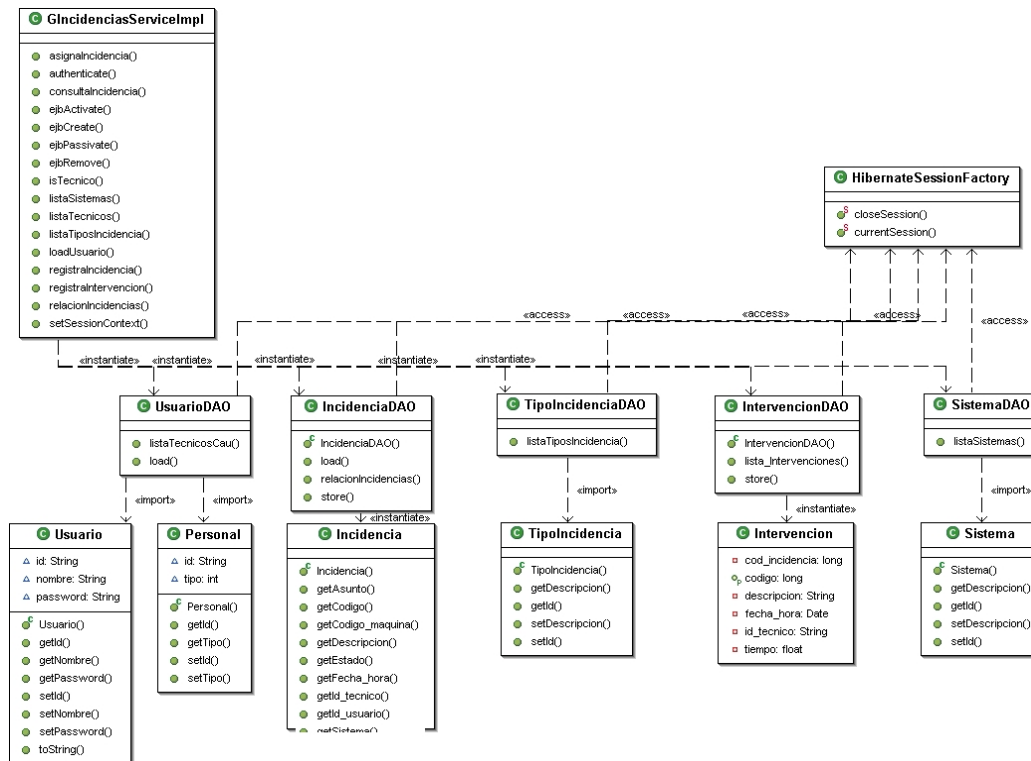 GIncidenciasServiceImpl
asignaIncidencia()
authenticate()
consultaIncidencia()
ejbActivate()
ejbCreate()
ejbPassivate()
ejbRemove()
isTecnico()
listaSistemas()
listaTecnicos()
listaTiposIncidencia()
loadUsuario()
registraIncidencia()
registraIntervencion()
relacionIncidencias()
setSessionContext()
HibernateSessionFactory
closeSession()
currentSession()
«access»
«access»
«access»
«access»
«access»
«instantiate»
«instantiate»
«instantiate»
«instantiate»
«instantiate»
UsuarioDAO
listaTecnicosCau()
load()
IncidenciaDAO
IncidenciaDAO()
load()
relacionIncidencias()
store()
TipoIncidenciaDAO
listaTiposIncidencia()
IntervencionDAO
IntervencionDAO()
lista_Intervenciones()
store()
SistemaDAO
listaSistemas()
«import»
«import»
«instantiate»
«import»
«instantiate»
«import»
Usuario
id: String
nombre: String
password: String
Usuario()
getId()
getNombre()
getPassword()
setId()
setNombre()
setPassword()
toString()
Personal
id: String
tipo: int
Personal()
getId()
getTipo()
setId()
setTipo()
Incidencia
Incidencia()
getAsunto()
getCodigo()
getCodigo_maquina()
getDescripcion()
getEstado()
getFecha_hora()
getId_tecnico()
getId_usuario()
getSistema()
TipoIncidencia
TipoIncidencia()
getDescripcion()
getId()
setDescripcion()
setId()
Intervencion
cod_incidencia: long
codigo: long
descripcion: String
fecha_hora: Date
id_tecnico: String
tiempo: float
Sistema
Sistema()
getDescripcion()
getId()
setDescripcion()
setId()